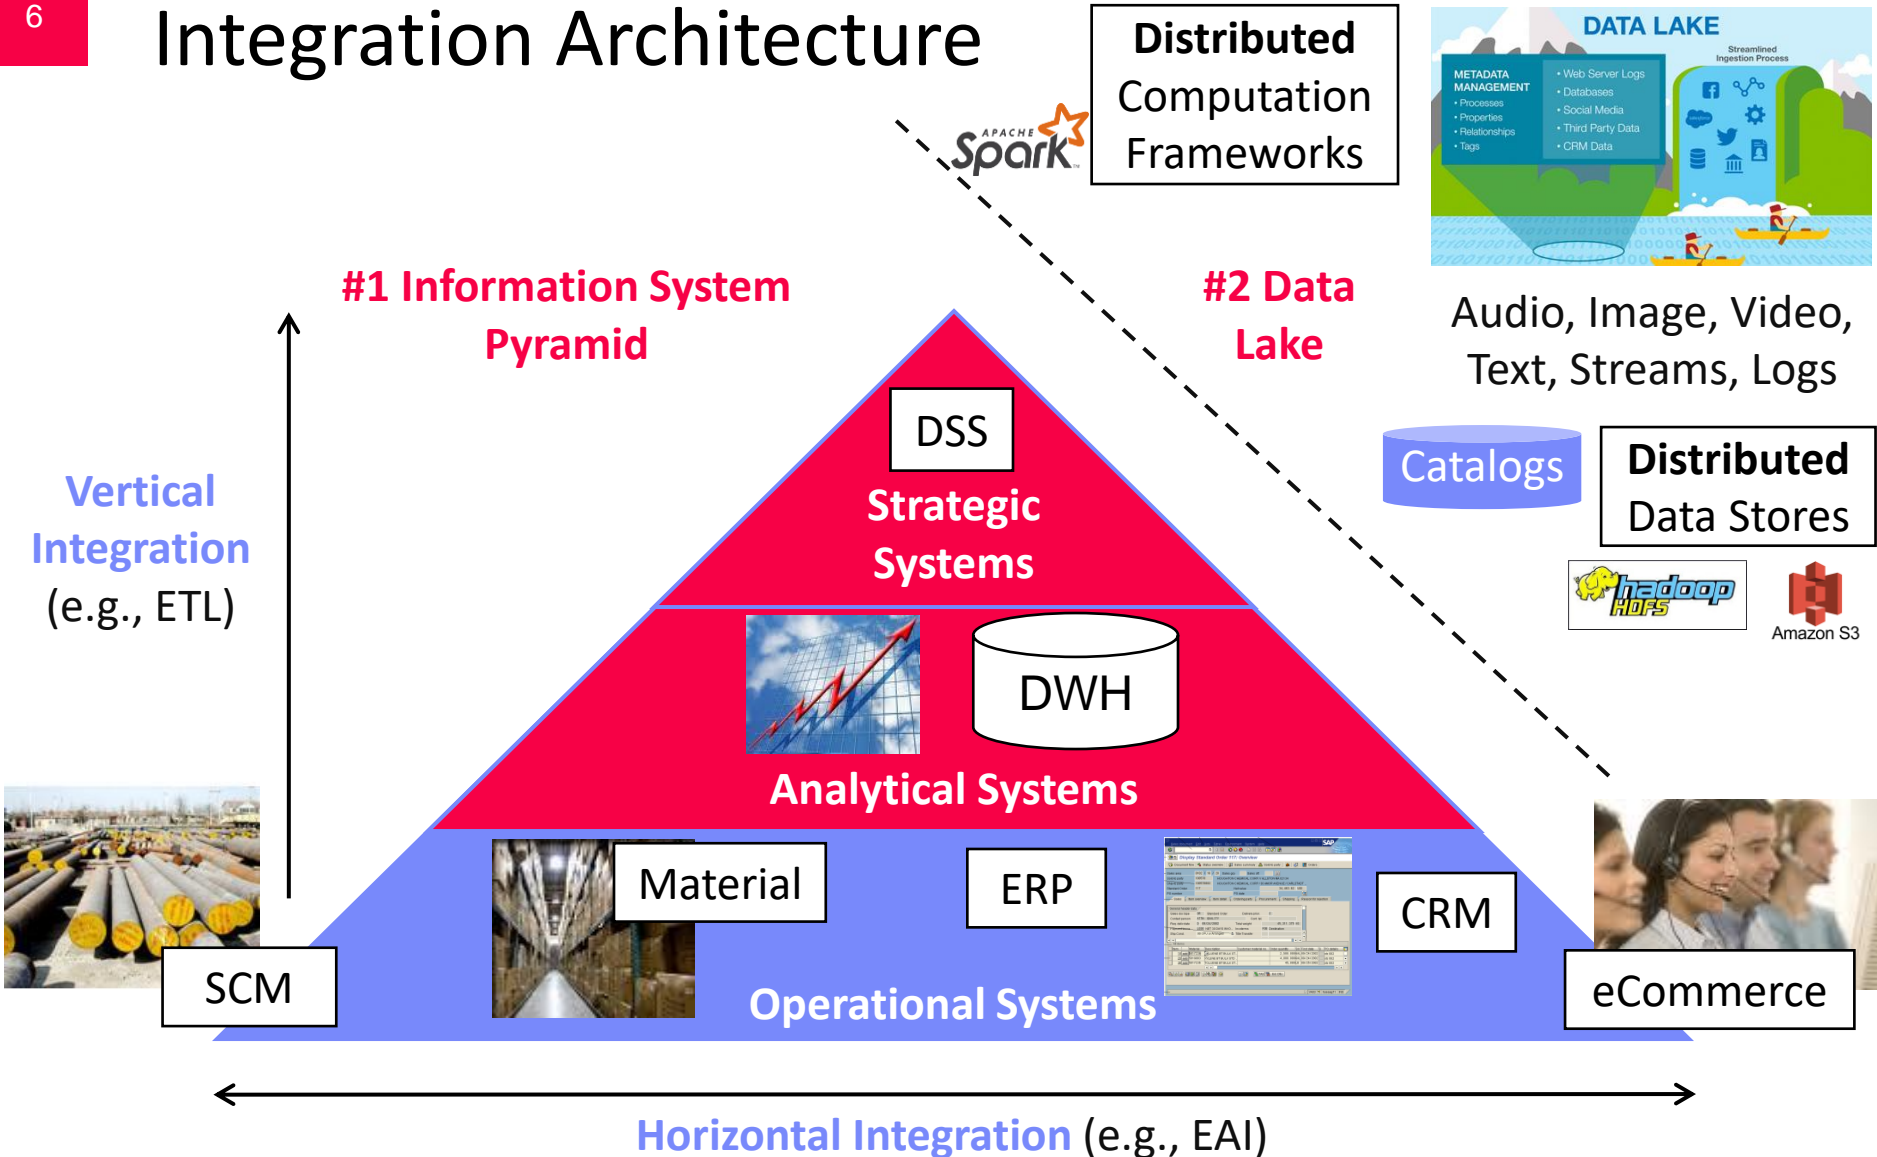 6
Integration Architecture
Distributed
Computation
Frameworks
APACHE
Spark
DATA LAKE
Streamlined
Ingestion Process
METADATA
MANAGEMENT
• Processes
• Properties
• Relationships
• Tags
• Web Server Logs
• Databases
• Social Media
• Third Party Data
• CRM Data
#1 Information System
Pyramid
#2 Data
Lake
Audio, Image, Video,
Text, Streams, Logs
Catalogs
Distributed
Data Stores
hadoop
HDFS
Amazon S3
Vertical
Integration
(e.g., ETL)
DSS
Strategic
Systems
DWH
Analytical Systems
Material
ERP
SAP
CRM
SCM
Operational Systems
eCommerce
Horizontal Integration (e.g., EAI)